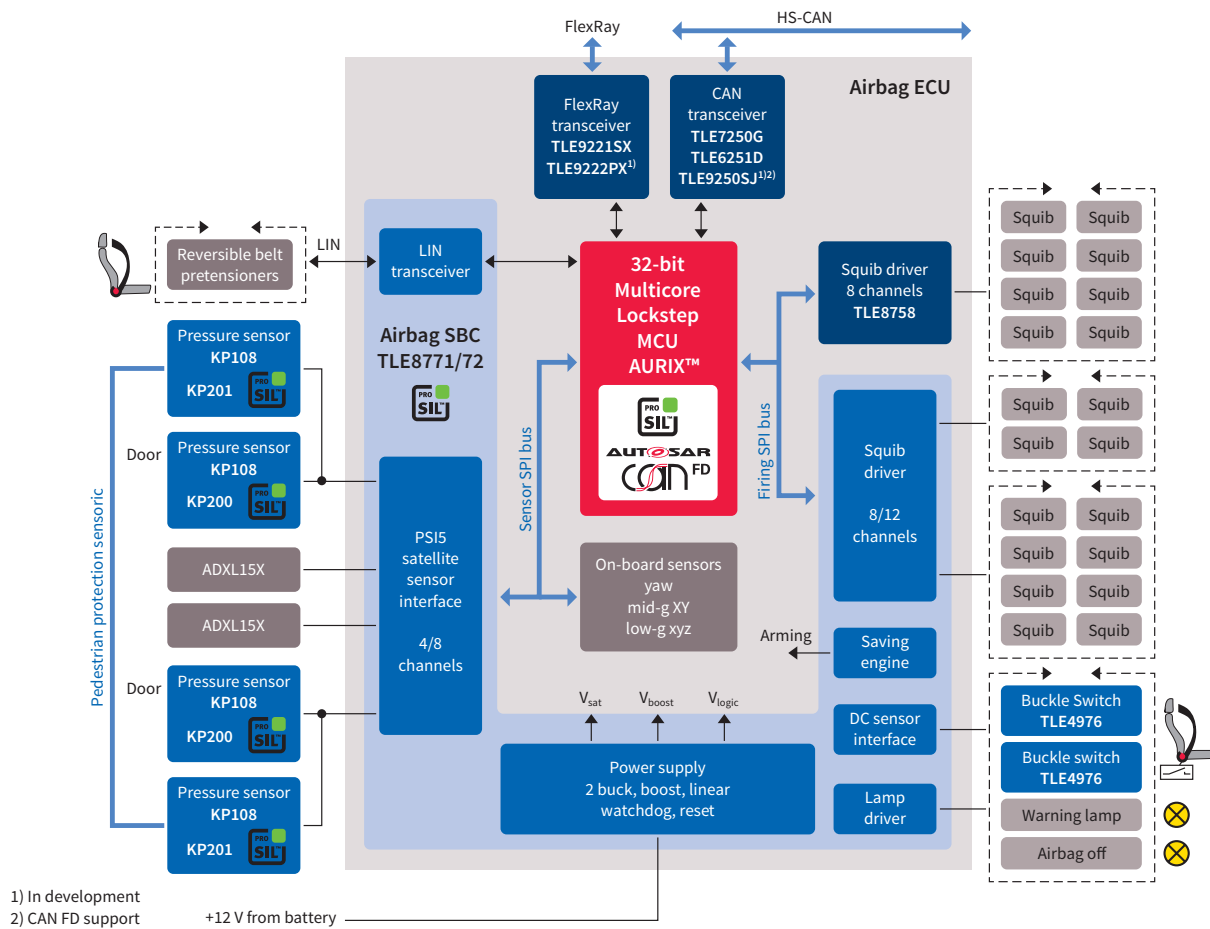 FlexRay
HS-CAN
Airbag ECU
FlexRay
transceiver
TLE9221SX
TLE9222PX1)
CAN
transceiver
TLE7250G
TLE6251D
TLE9250SJ1)2)
Reversible belt
pretensioners
LIN
LIN
transceiver
Airbag SBC
TLE8771/72
PRO
SIL™
32-bit
Multicore
Lockstep
MCU
AURIX™
PRO
SIL™
AUTOSAR
CAN FD
Sensor SPI bus
Firing SPI bus
Squib driver
8 channels
TLE8758
Squib Squib
Squib Squib
Squib Squib
Squib Squib
Pedestrian protection sensoric
Pressure sensor
KP108
KP201
PRO
SIL™
Door
Pressure sensor
KP108
KP200
PRO
SIL™
ADXL15X
ADXL15X
Door
Pressure sensor
KP108
KP200
PRO
SIL™
Pressure sensor
KP108
KP201
PRO
SIL™
PSI5
satellite
sensor
interface
4/8
channels
On-board sensors
yaw
mid-g XY
low-g xyz
Squib
driver
8/12
channels
Squib Squib
Squib Squib
Squib Squib
Squib Squib
Squib Squib
Squib Squib
Arming
Saving
engine
Vsat
Vboost
Vlogic
Power supply
2 buck, boost, linear
watchdog, reset
DC sensor
interface
Lamp
driver
Buckle Switch
TLE4976
Buckle switch
TLE4976
Warning lamp
Airbag off
1) In development
2) CAN FD support
+12 V from battery